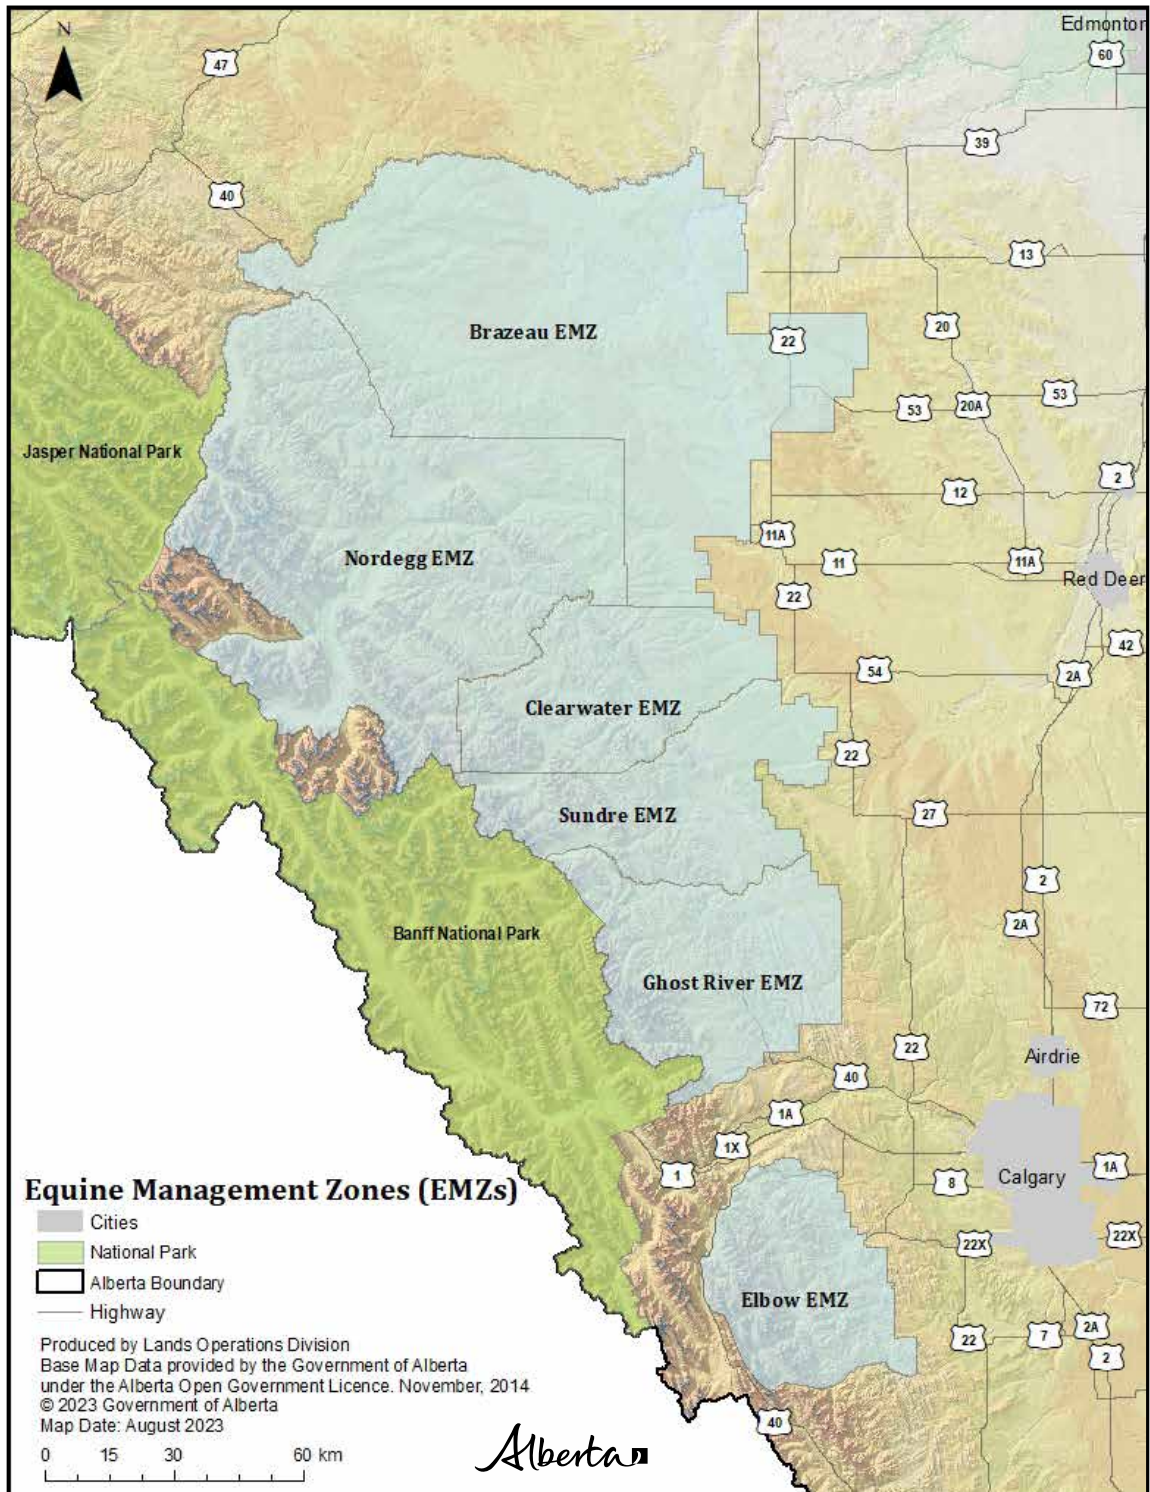 N
Edmonton
47
60
39
40
13
Brazeau EMZ
22
20
53
20A
53
Jasper National Park
2
12
11A
Nordegg EMZ
11
11A
Red Deer
22
42
54
2A
Clearwater EMZ
22
Sundre EMZ
27
2
2A
Banff National Park
Ghost River EMZ
72
22
Airdrie
40
1A
1X
1
8
Calgary
1A
22X
22X
Elbow EMZ
22
7
2A
2
40
Equine Management Zones (EMZs)
Cities
National Park
Alberta Boundary
Highway
Produced by Lands Operations Division
Base Map Data provided by the Government of Alberta
under the Alberta Open Government Licence. November, 2014
© 2023 Government of Alberta
Map Date: August 2023
0 15 30 60 km
Alberta